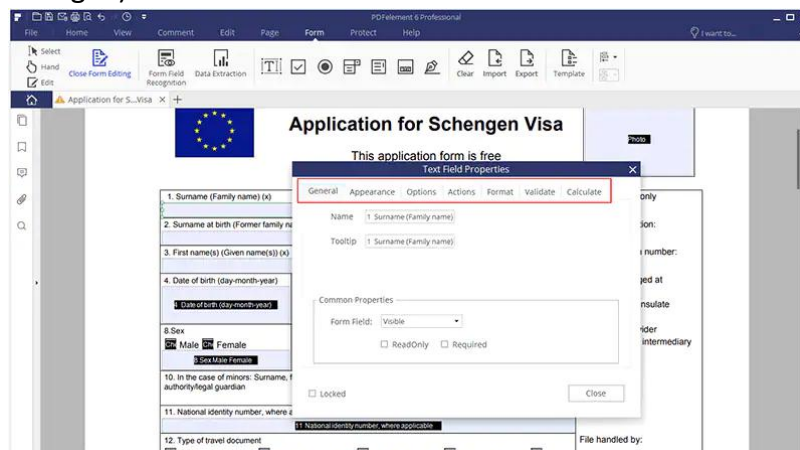 PDFelement 6 Professional
File Home View Comment Edit Page Form Protect Help I want to...
Select
Hand
Edit
Close Form Editing
Form Field Recognition
Data Extraction
Clear Import Export Template
Application for S...Visa × +
Application for Schengen Visa
This application form is free
Photo
Text Field Properties
General Appearance Options Actions Format Validate Calculate
Name 1 Surname (Family name)
Tooltip 1 Surname (Family name)
Common Properties
Form Field: Visible
ReadOnly Required
Locked Close
1. Surname (Family name) (x)
2. Surname at birth (Former family na
3. First name(s) (Given name(s)) (x)
4. Date of birth (day-month-year)
4 Date of birth (day-month-year)
8.Sex
Male Female
8 Sex Male Female
10. In the case of minors: Surname, f
authority/legal guardian
11. National identity number, where a
11 National identity number, where applicable
12. Type of travel document
only
number:
ged at
nsulate
vider
intermediary
File handled by: